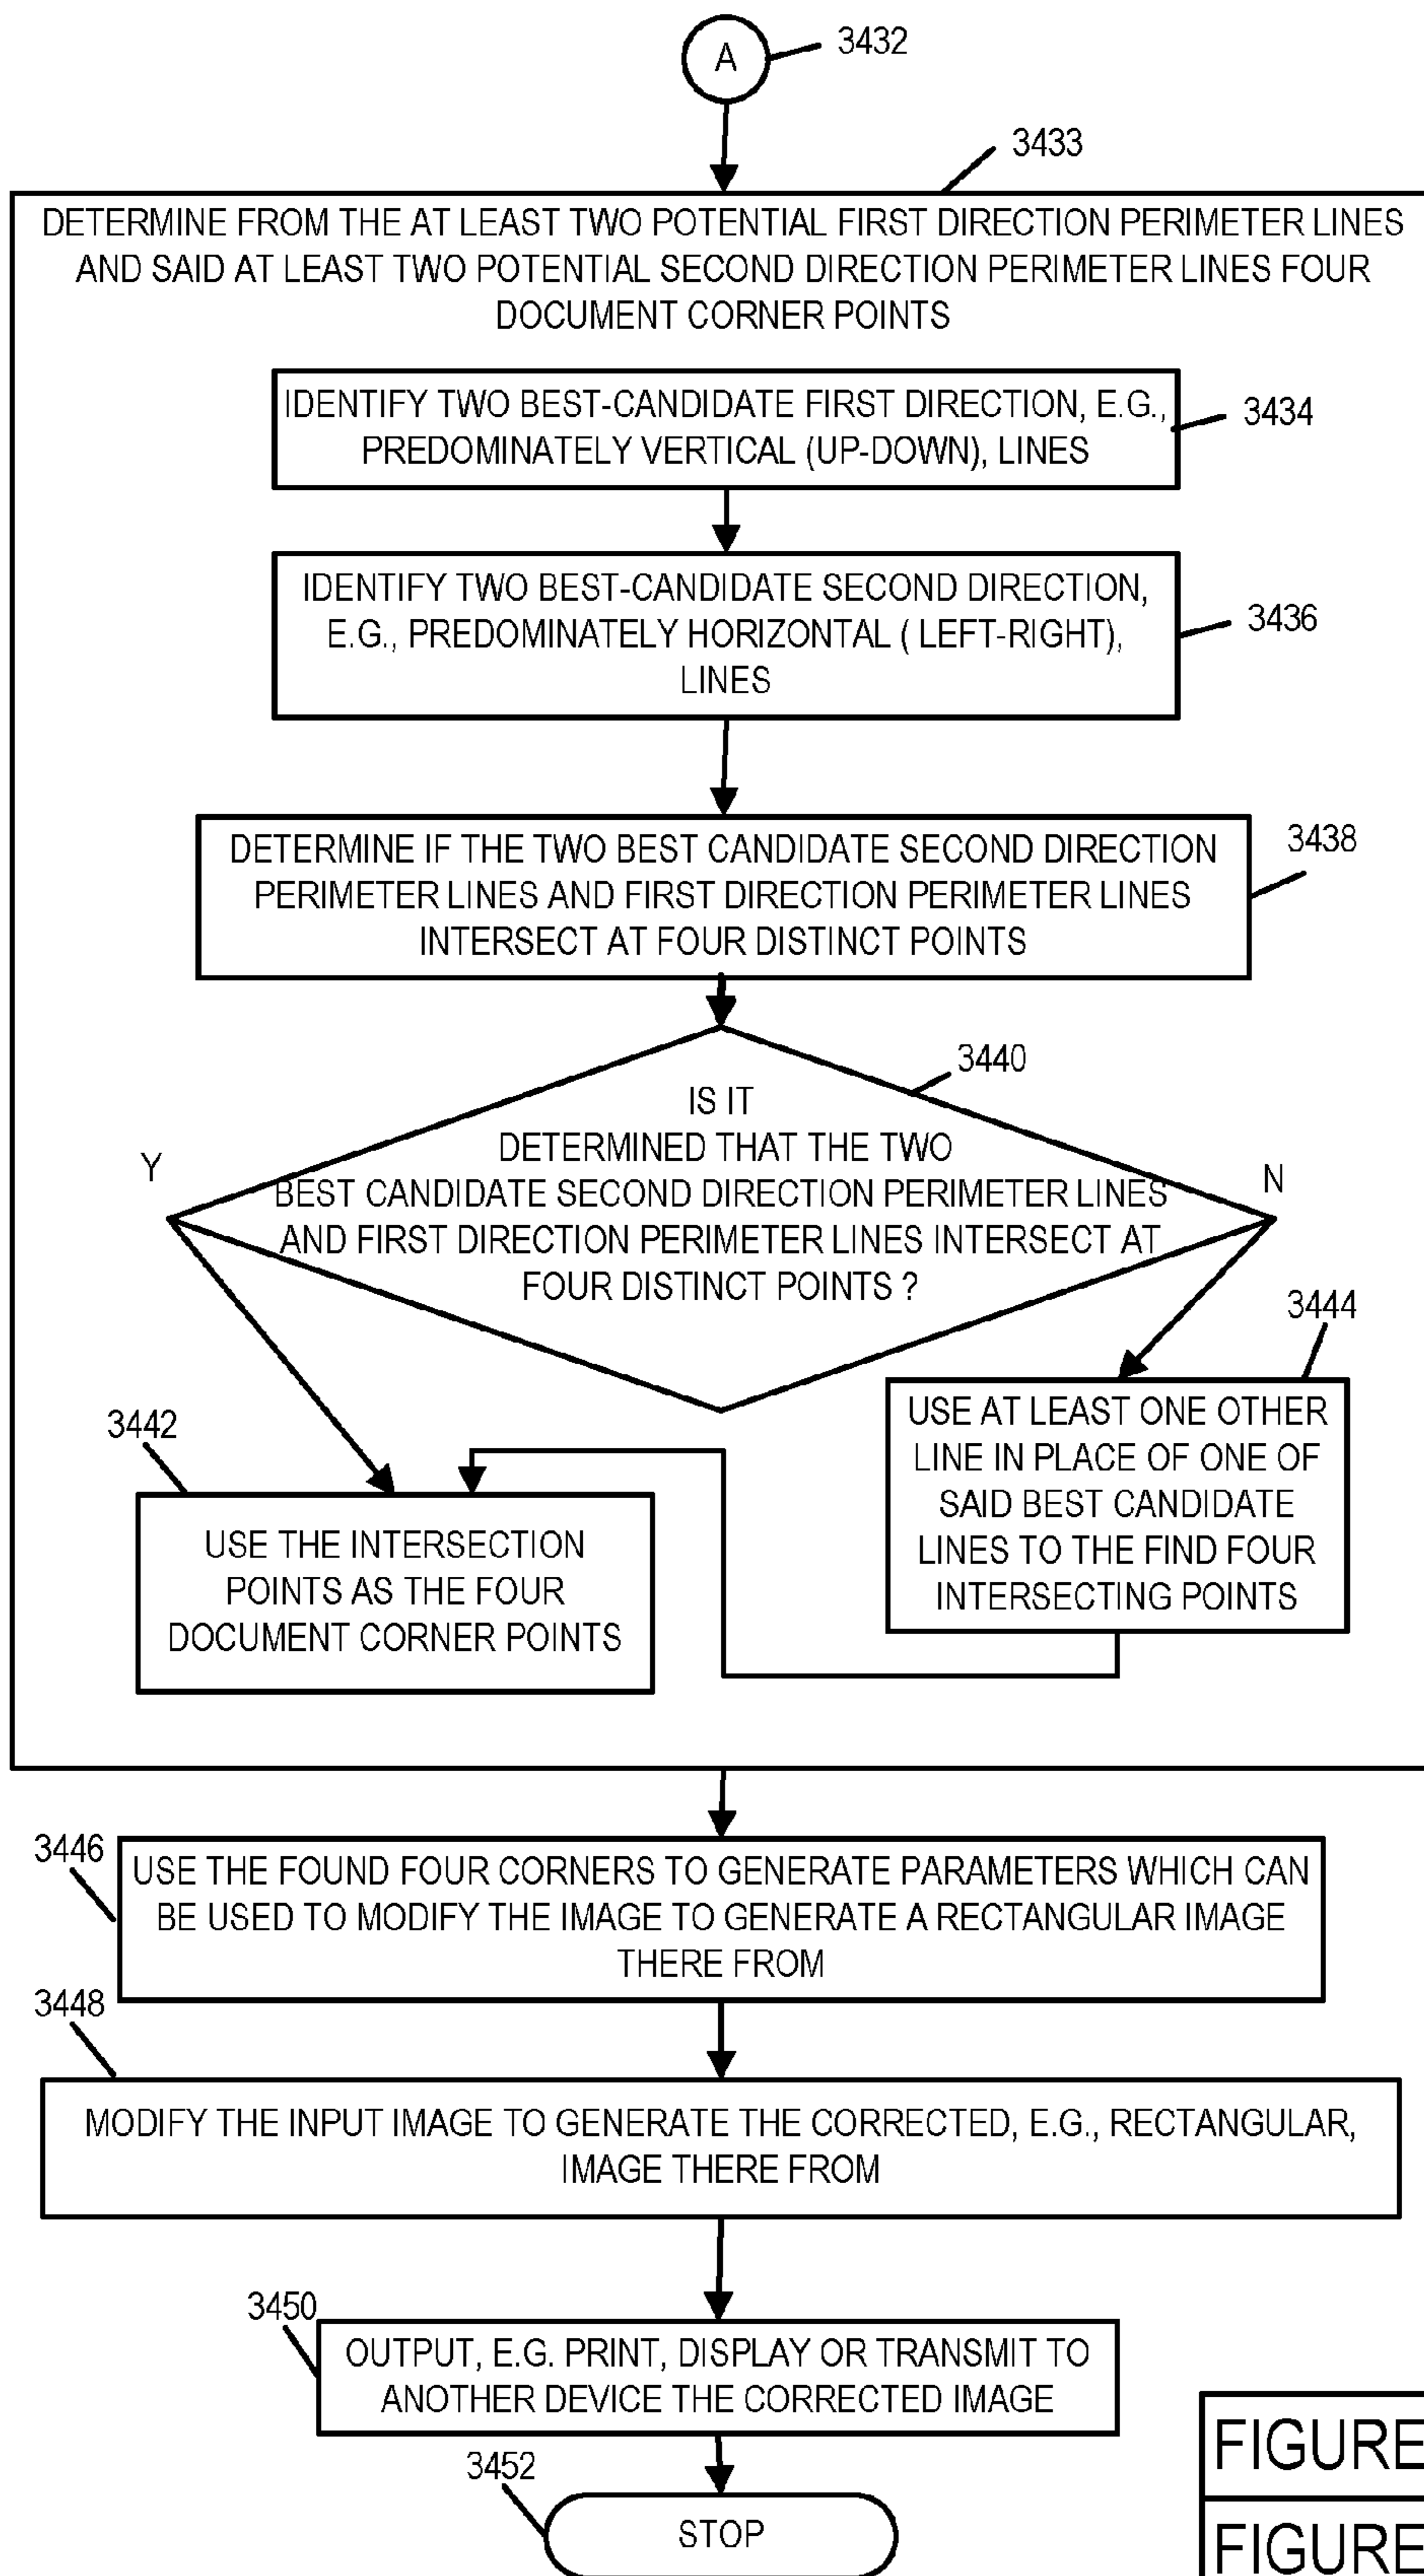 A
3432
3433
DETERMINE FROM THE AT LEAST TWO POTENTIAL FIRST DIRECTION PERIMETER LINES
AND SAID AT LEAST TWO POTENTIAL SECOND DIRECTION PERIMETER LINES FOUR
DOCUMENT CORNER POINTS
IDENTIFY TWO BEST-CANDIDATE FIRST DIRECTION, E.G.,
PREDOMINATELY VERTICAL (UP-DOWN), LINES
3434
IDENTIFY TWO BEST-CANDIDATE SECOND DIRECTION,
E.G., PREDOMINATELY HORIZONTAL ( LEFT-RIGHT),
LINES
3436
DETERMINE IF THE TWO BEST CANDIDATE SECOND DIRECTION
PERIMETER LINES AND FIRST DIRECTION PERIMETER LINES
INTERSECT AT FOUR DISTINCT POINTS
3438
3440
IS IT
DETERMINED THAT THE TWO
BEST CANDIDATE SECOND DIRECTION PERIMETER LINES
AND FIRST DIRECTION PERIMETER LINES INTERSECT AT
FOUR DISTINCT POINTS ?
Y
N
3444
USE AT LEAST ONE OTHER
LINE IN PLACE OF ONE OF
SAID BEST CANDIDATE
LINES TO THE FIND FOUR
INTERSECTING POINTS
3442
USE THE INTERSECTION
POINTS AS THE FOUR
DOCUMENT CORNER POINTS
3446
USE THE FOUND FOUR CORNERS TO GENERATE PARAMETERS WHICH CAN
BE USED TO MODIFY THE IMAGE TO GENERATE A RECTANGULAR IMAGE
THERE FROM
3448
MODIFY THE INPUT IMAGE TO GENERATE THE CORRECTED, E.G., RECTANGULAR,
IMAGE THERE FROM
3450
OUTPUT, E.G. PRINT, DISPLAY OR TRANSMIT TO
ANOTHER DEVICE THE CORRECTED IMAGE
3452
STOP
FIGURE
FIGURE